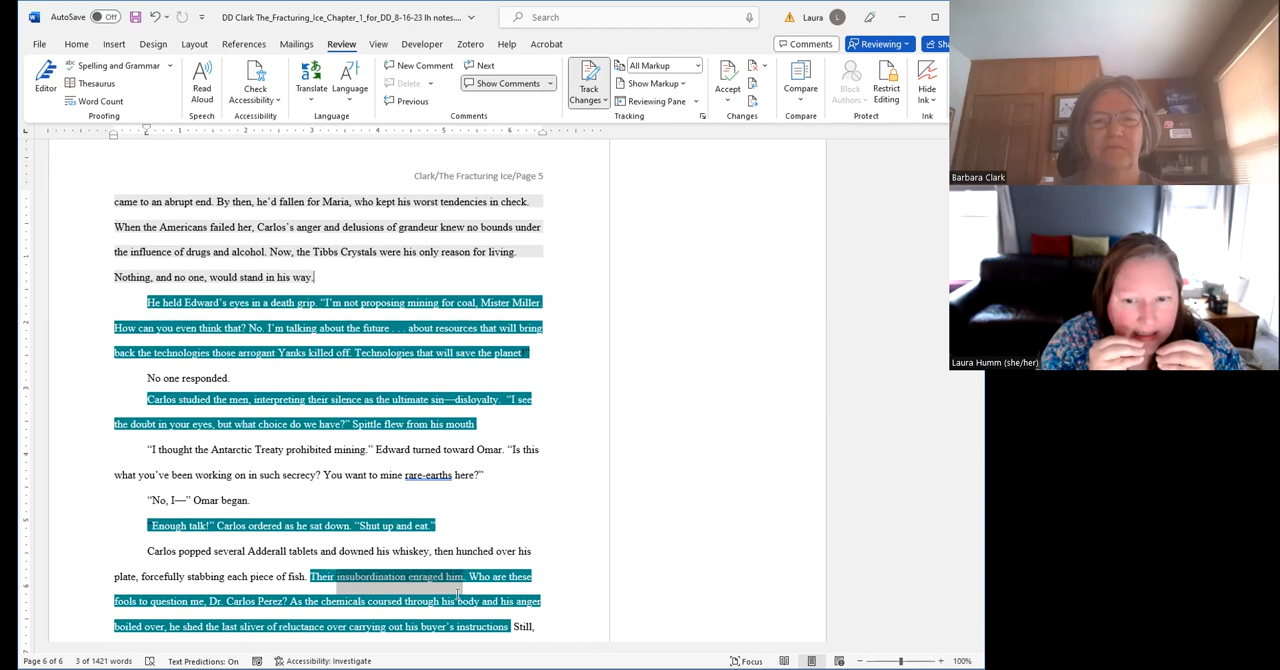 AutoSave Off DD Clark The_Fracturing_Ice_Chapter_1_for_DD_8-16-23 lh notes.... Search Laura L
File Home Insert Design Layout References Mailings Review View Developer Zotero Help Acrobat Comments Reviewing Sha
Editor Spelling and Grammar Thesaurus Word Count Proofing
Read Aloud Speech
Check Accessibility Accessibility
Translate Language Language
New Comment Next Delete Show Comments Previous Comments
Track Changes All Markup Show Markup Reviewing Pane Tracking
Accept Changes
Compare Compare
Block Authors Restrict Editing Protect
Hide Ink Ink
1 2 3 4 5 6
Clark/The Fracturing Ice/Page 5
came to an abrupt end. By then, he’d fallen for Maria, who kept his worst tendencies in check.
When the Americans failed her, Carlos’s anger and delusions of grandeur knew no bounds under
the influence of drugs and alcohol. Now, the Tibbs Crystals were his only reason for living.
Nothing, and no one, would stand in his way.
He held Edward’s eyes in a death grip. “I’m not proposing mining for coal, Mister Miller.
How can you even think that? No. I’m talking about the future . . . about resources that will bring
back the technologies those arrogant Yanks killed off. Technologies that will save the planet
No one responded.
Carlos studied the men, interpreting their silence as the ultimate sin—disloyalty. “I see
the doubt in your eyes, but what choice do we have?” Spittle flew from his mouth
“I thought the Antarctic Treaty prohibited mining.” Edward turned toward Omar. “Is this
what you’ve been working on in such secrecy? You want to mine rare-earths here?”
“No, I—” Omar began.
Enough talk!” Carlos ordered as he sat down. “Shut up and eat.”
Carlos popped several Adderall tablets and downed his whiskey, then hunched over his
plate, forcefully stabbing each piece of fish. Their insubordination enraged him. Who are these
fools to question me, Dr. Carlos Perez? As the chemicals coursed through his body and his anger
boiled over, he shed the last sliver of reluctance over carrying out his buyer’s instructions Still,
Page 6 of 6 3 of 1421 words Text Predictions: On Accessibility: Investigate Focus 100%
Barbara Clark
Laura Humm (she/her)